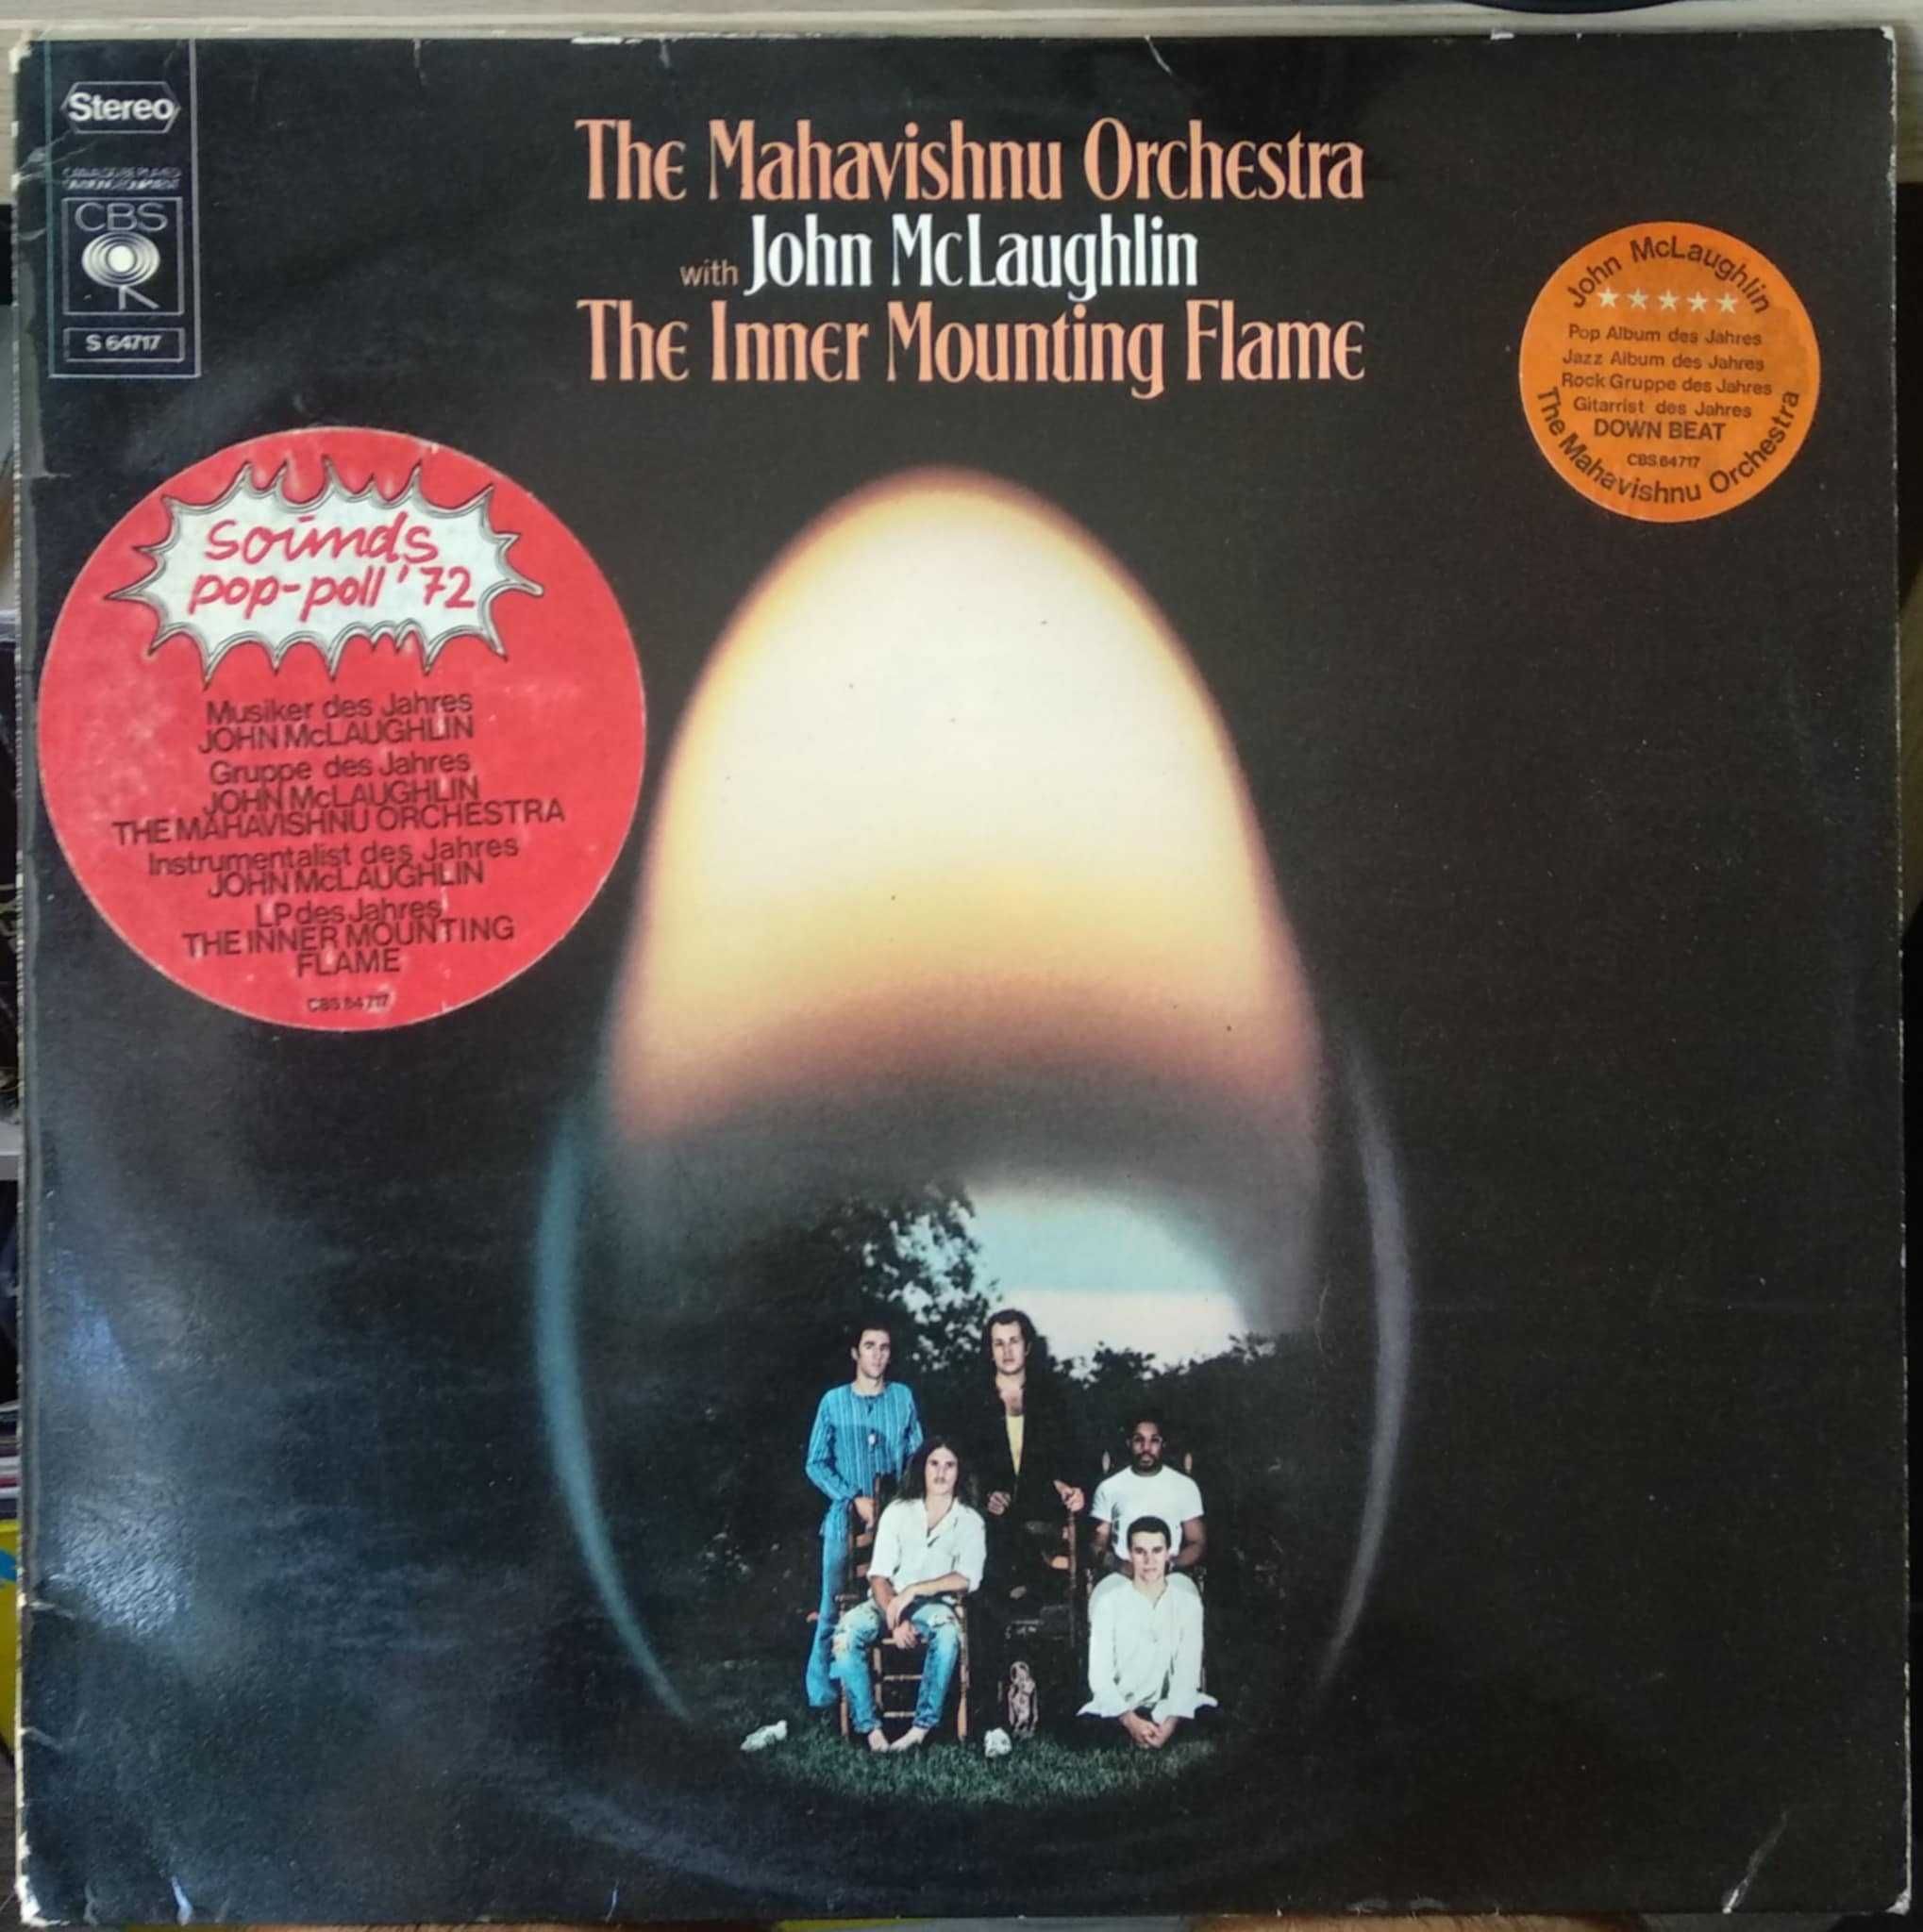 Stereo
CBS
S 64717
The Mahavishnu Orchestra
with John McLaughlin
The Inner Mounting Flame
John McLaughlin
Pop Album des Jahres
Jazz Album des Jahres
Rock Gruppe des Jahres
Gitarrist des Jahres
DOWN BEAT
CBS 64717
The Mahavishnu Orchestra
sounds
pop-poll '72
Musiker des Jahres
JOHN McLAUGHLIN
Gruppe des Jahres
JOHN McLAUGHLIN
THE MAHAVISHNU ORCHESTRA
Instrumentalist des Jahres
JOHN McLAUGHLIN
LP des Jahres
THE INNER MOUNTING
FLAME
CBS 64717